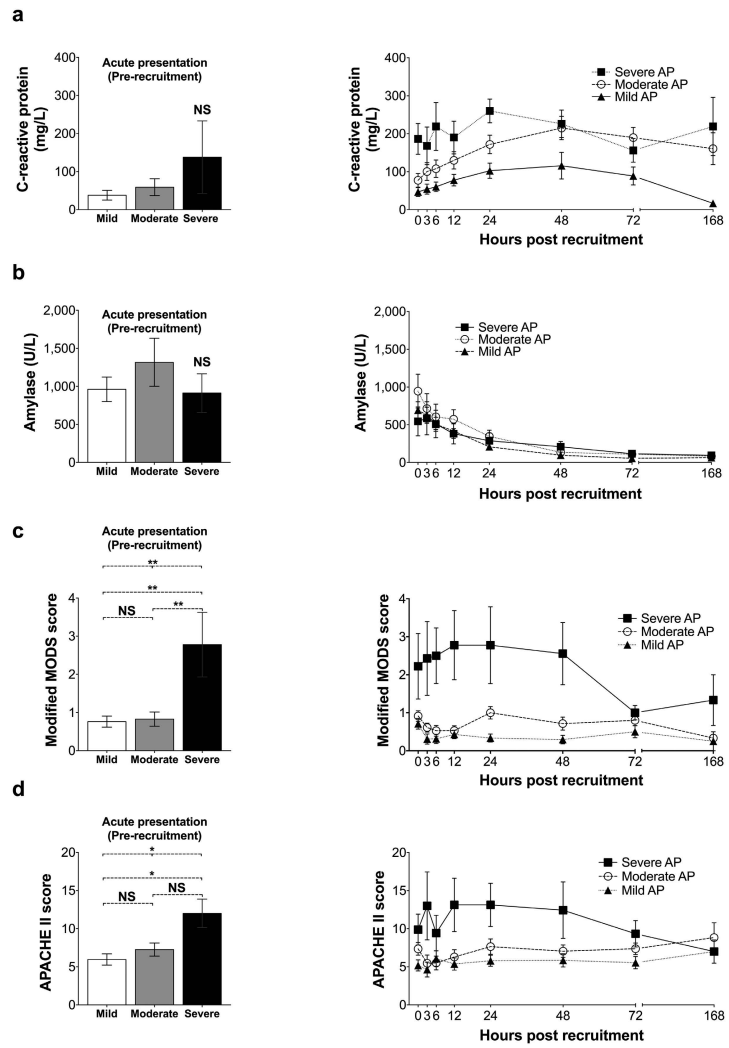 a
Acute presentation
(Pre-recruitment)
C-reactive protein
(mg/L)
400
300
200
100
0
NS
Mild Moderate Severe
C-reactive protein
(mg/L)
400
300
200
100
0
Severe AP
Moderate AP
Mild AP
0 3 6 12 24 48 72 168
Hours post recruitment
b
Acute presentation
(Pre-recruitment)
Amylase (U/L)
2,000
1,500
1,000
500
0
NS
Mild Moderate Severe
Amylase (U/L)
2,000
1,500
1,000
500
0
Severe AP
Moderate AP
Mild AP
0 3 6 12 24 48 72 168
Hours post recruitment
c
Acute presentation
(Pre-recruitment)
Modified MODS score
4
3
2
1
0
**
**
NS **
Mild Moderate Severe
Modified MODS score
4
3
2
1
0
Severe AP
Moderate AP
Mild AP
0 3 6 12 24 48 72 168
Hours post recruitment
d
Acute presentation
(Pre-recruitment)
APACHE II score
20
15
10
5
0
*
*
NS NS
Mild Moderate Severe
APACHE II score
20
15
10
5
0
Severe AP
Moderate AP
Mild AP
0 3 6 12 24 48 72 168
Hours post recruitment